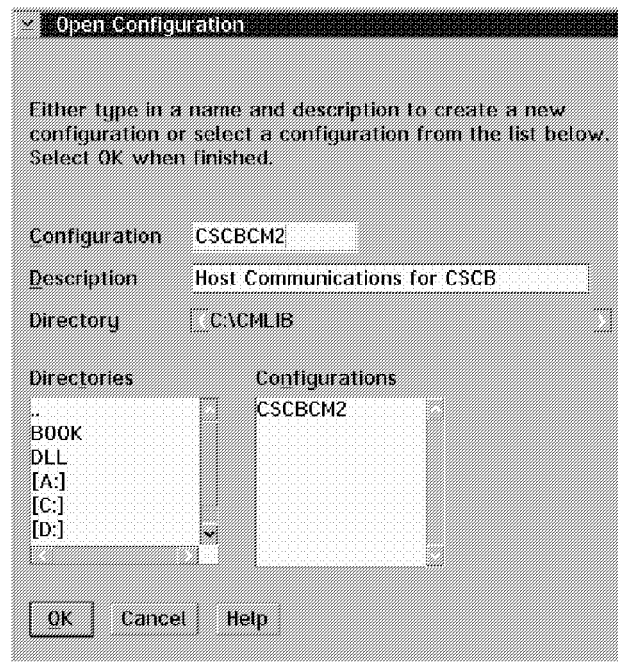 Open Configuration
Either type in a name and description to create a new
configuration or select a configuration from the list below.
Select OK when finished.
Configuration CSCBCM2
Description Host Communications for CSCB
Directory C:\CMLIB
Directories Configurations
.. CSCBCM2
BOOK
DLL
[A:]
[C:]
[D:]
OK Cancel Help